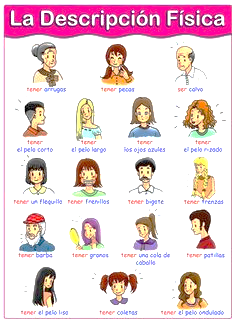 La Descripción Física
tener arrugas
tener pecas
ser calvo
tener
el pelo corto
tener
el pelo largo
tener
los ojos azules
tener
el pelo rizado
tener un flequillo
tener frenillos
tener bigote
tener trenzas
tener barba
tener granos
tener una cola de
caballo
tener patillas
tener el pelo liso
tener coletas
tener el pelo ondulado